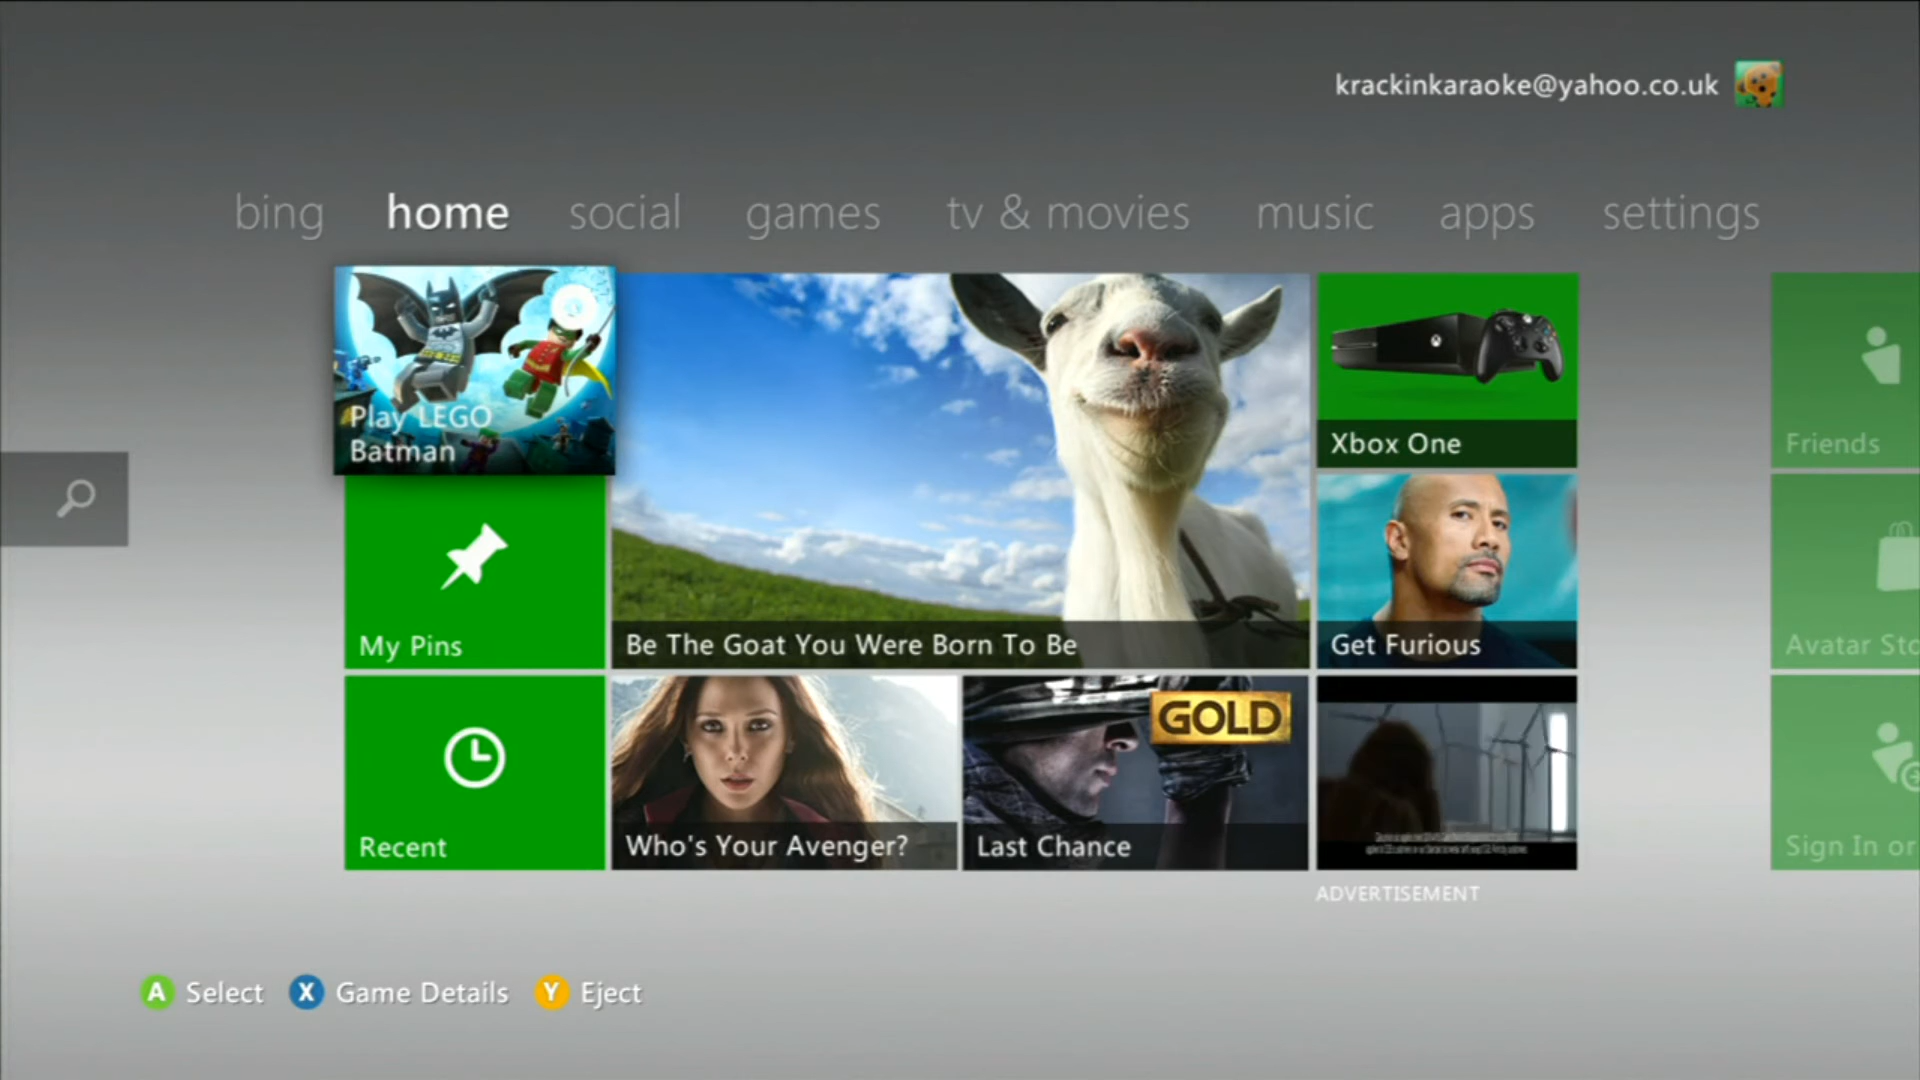 krackinkaraoke@yahoo.co.uk
bing home social games tv & movies music apps settings
Play LEGO
Batman
Xbox One
Friends
My Pins
Be The Goat You Were Born To Be
Get Furious
Avatar Sto
GOLD
Recent
Who's Your Avenger?
Last Chance
Sign In or
ADVERTISEMENT
A Select X Game Details Y Eject